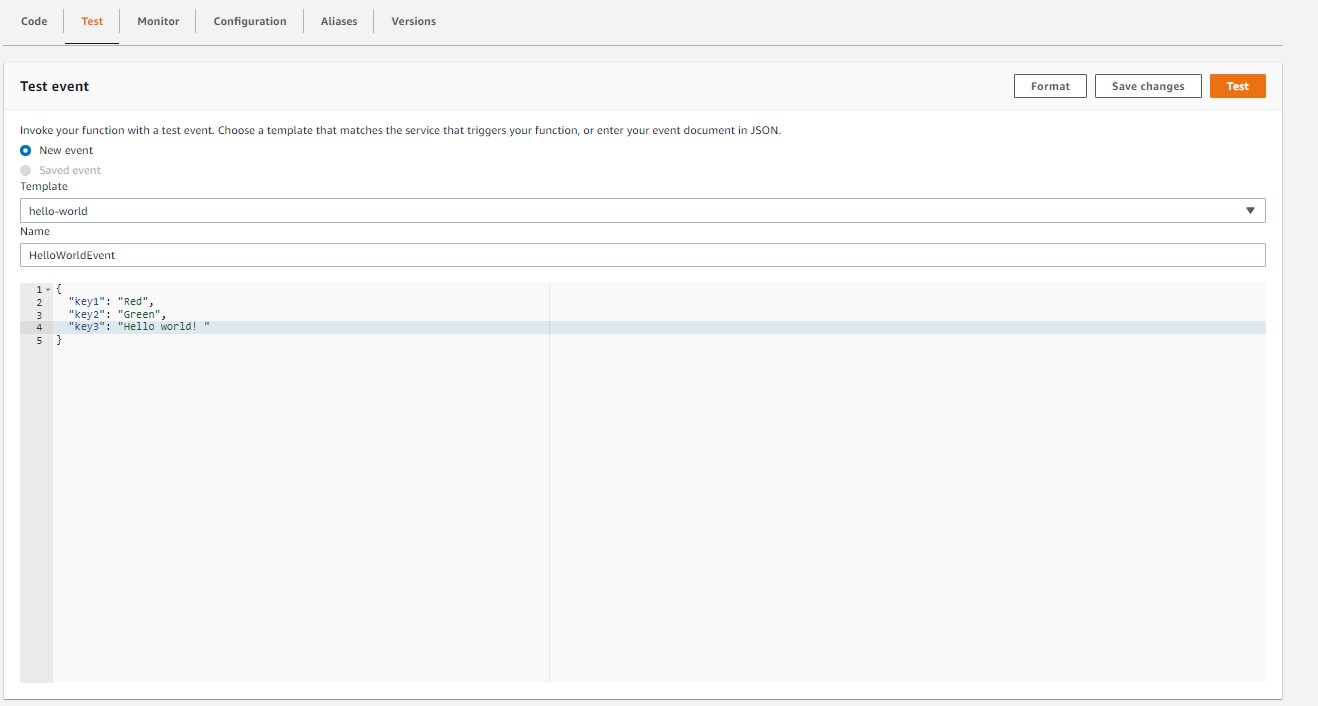 Code Test Monitor Configuration Aliases Versions
Test event Format Save changes Test
Invoke your function with a test event. Choose a template that matches the service that triggers your function, or enter your event document in JSON.
New event
Saved event
Template
hello-world
Name
HelloWorldEvent
1 {
2 "key1": "Red",
3 "key2": "Green",
4 "key3": "Hello world! "
5 }